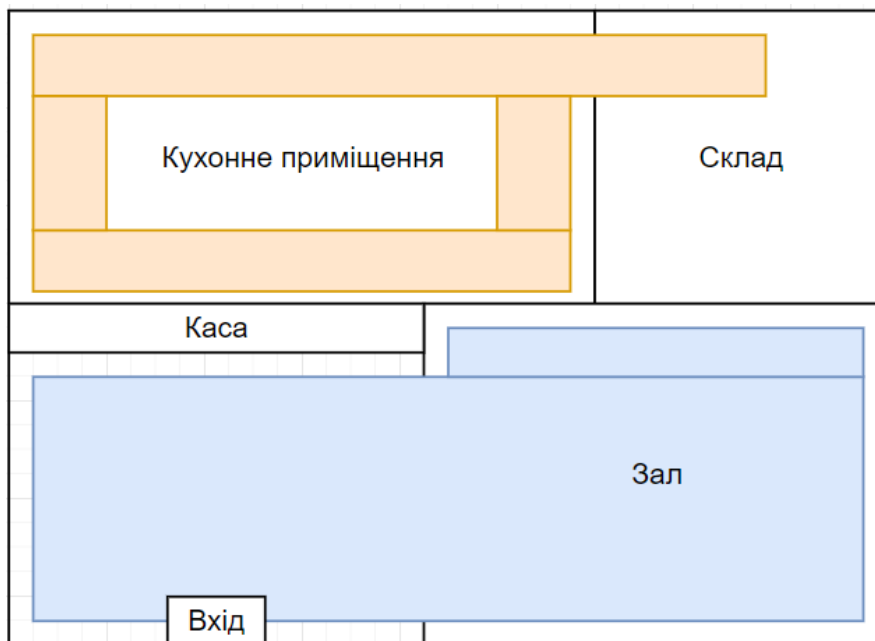 Кухонне приміщення
Склад
Каса
Зал
Вхід